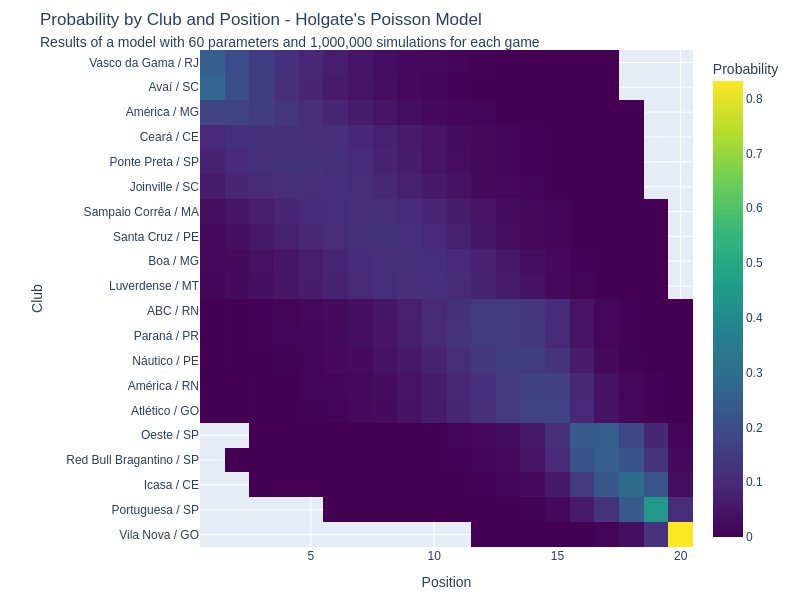 Probability by Club and Position - Holgate's Poisson Model
Results of a model with 60 parameters and 1,000,000 simulations for each game
Probability
Vasco da Gama / RJ
Avaí / SC
América / MG
Ceará / CE
Ponte Preta / SP
Joinville / SC
Sampaio Corrêa / MA
Santa Cruz / PE
Boa / MG
Luverdense / MT
ABC / RN
Paraná / PR
Náutico / PE
América / RN
Atlético / GO
Oeste / SP
Red Bull Bragantino / SP
Icasa / CE
Portuguesa / SP
Vila Nova / GO
Club
0.8
0.7
0.6
0.5
0.4
0.3
0.2
0.1
0
5
10
15
20
Position